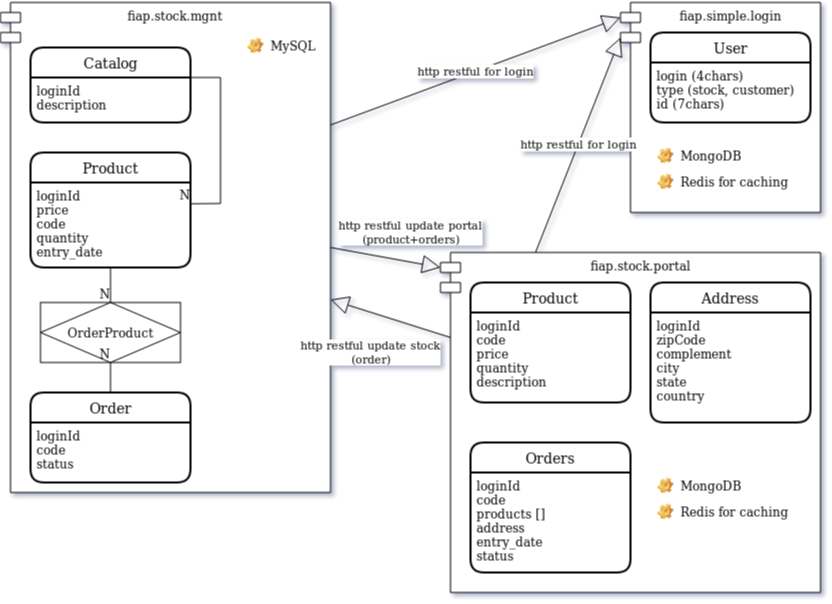 fiap.stock.mgnt
MySQL
Catalog
loginId
description
Product
loginId
price
code
quantity
entry_date
N
N
OrderProduct
N
Order
loginId
code
status
http restful for login
http restful for login
http restful update portal
(product+orders)
http restful update stock
(order)
fiap.simple.login
User
login (4chars)
type (stock, customer)
id (7chars)
MongoDB
Redis for caching
fiap.stock.portal
Product
loginId
code
price
quantity
description
Address
loginId
zipCode
complement
city
state
country
Orders
loginId
code
products []
address
entry_date
status
MongoDB
Redis for caching